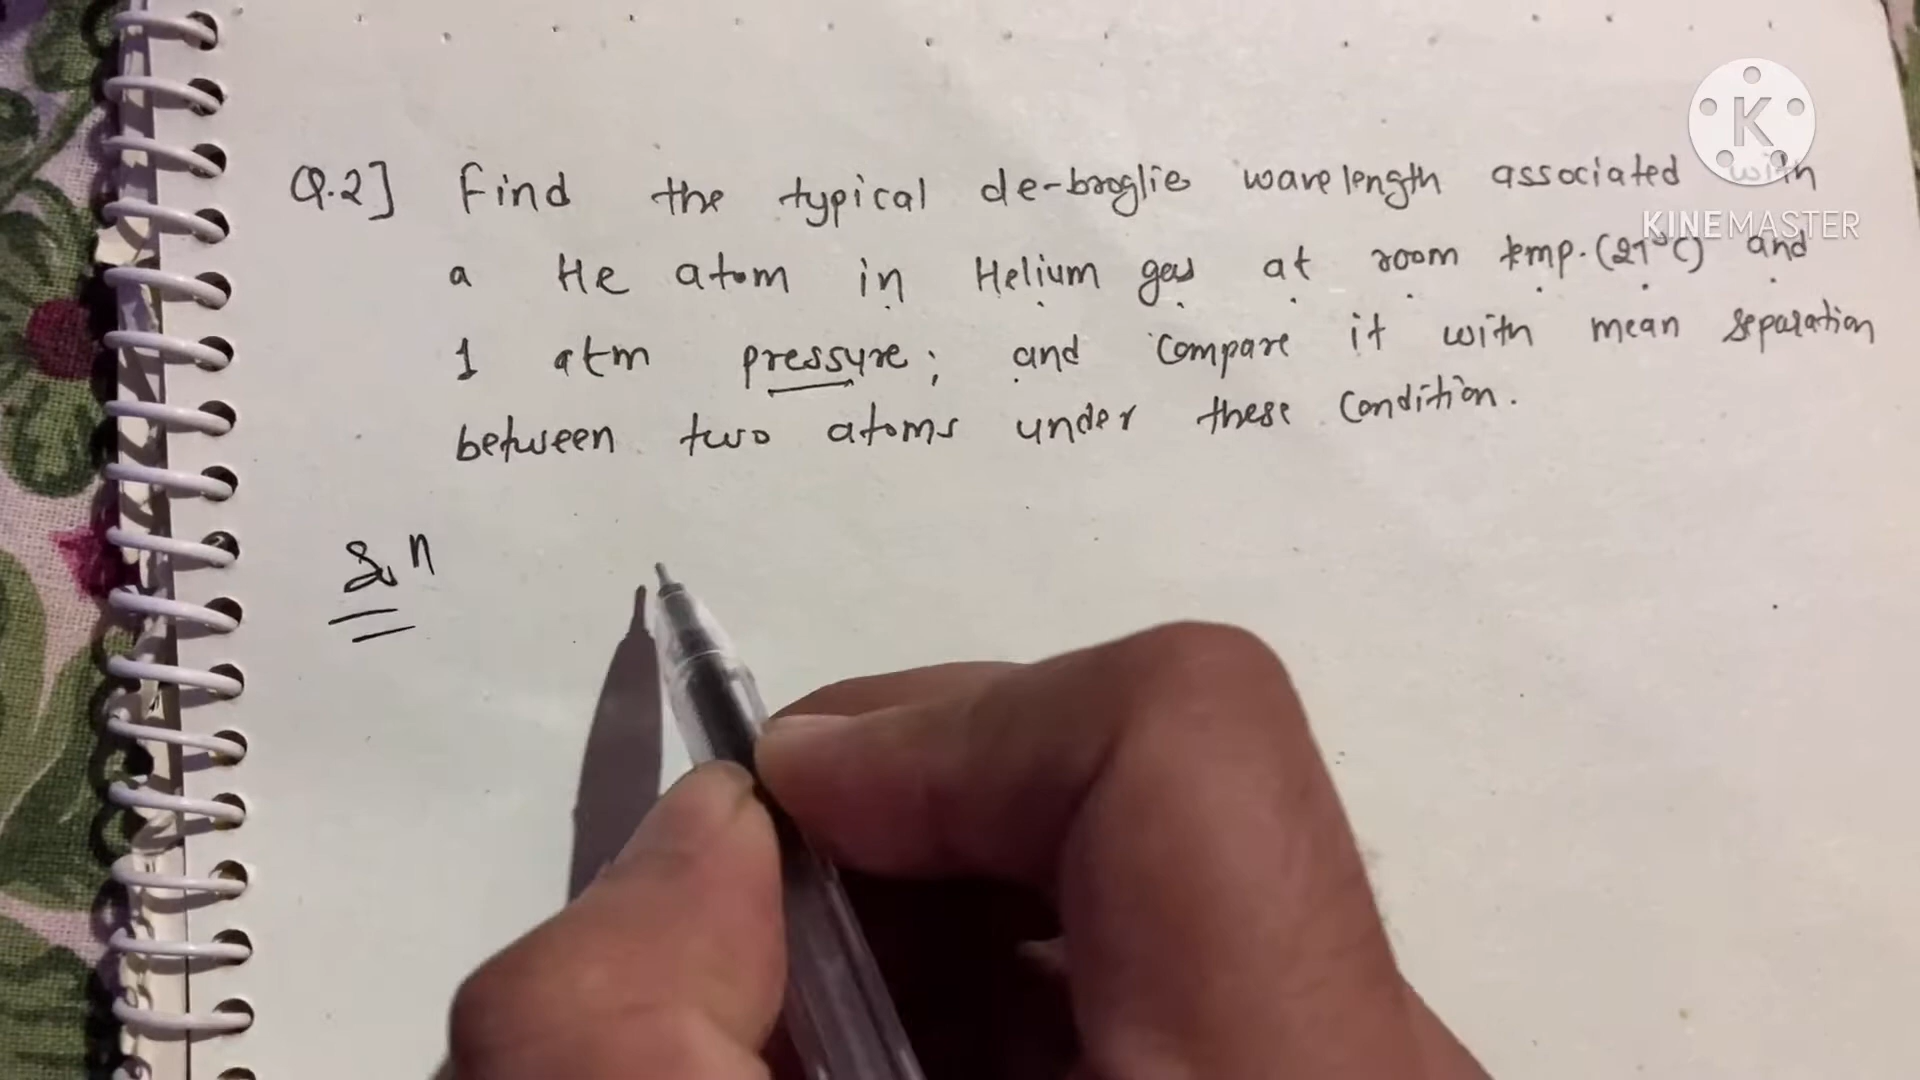 Q.2] Find the typical de-broglie wavelength associated with
K
KINEMASTER
a He atom in Helium gas at room temp. (27°C) and
1 atm pressure; and compare it with mean separation
between two atoms under these condition.
Soln